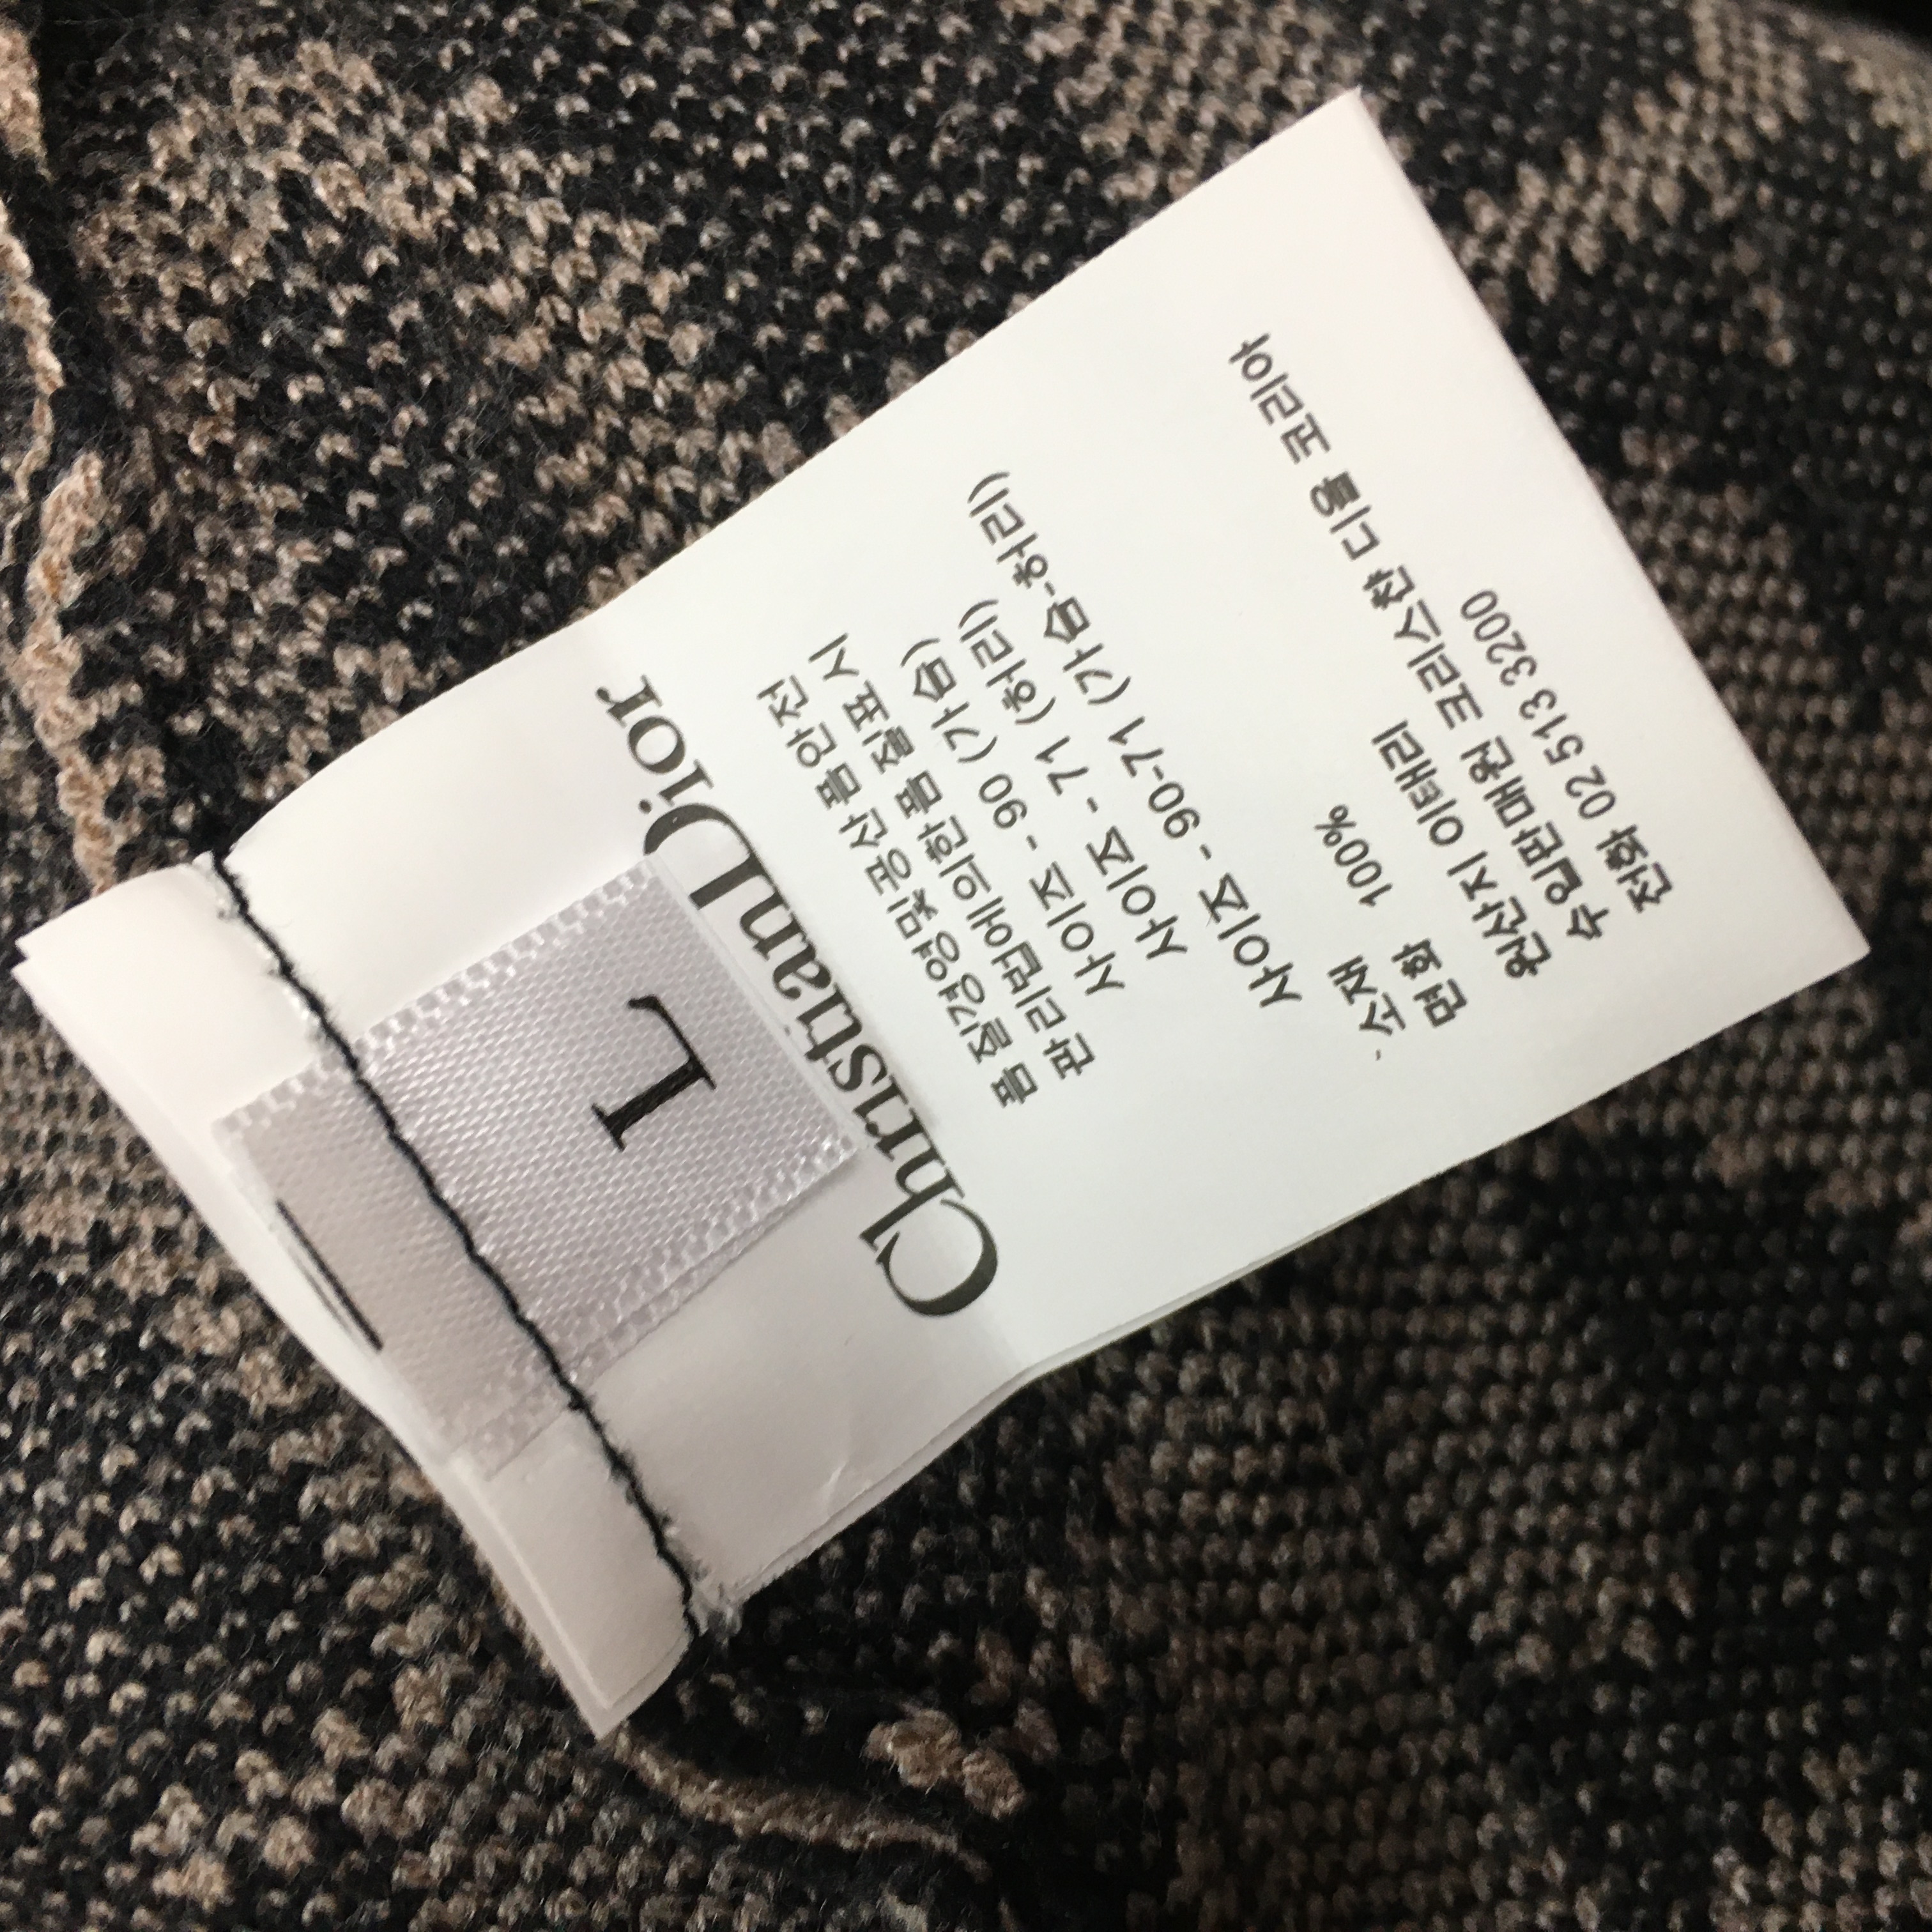 L
Christian Dior
품질경영및공산품안전
관리법에의한품질표시
사이즈 - 90 (가슴)
사이즈 - 71 (허리)
사이즈 - 90-71 (가슴-허리)
소재
면화 100%
원산지 이태리
수입판매원 크리스챤 디올 코리아
전화 02 513 3200